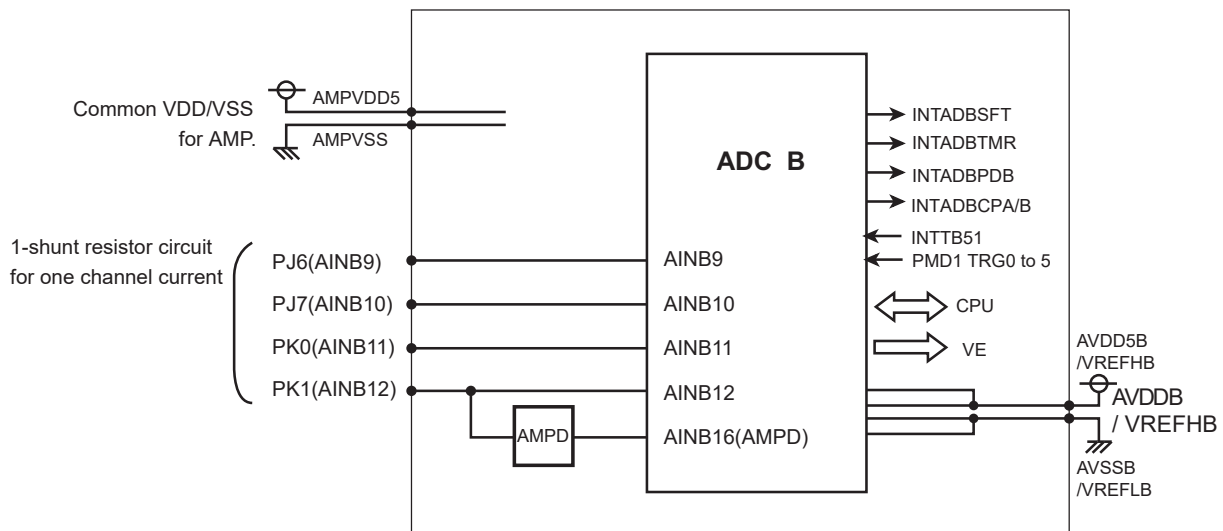 Common VDD/VSS
for AMP.
AMPVDD5
AMPVSS
ADC B
INTADBSFT
INTADBTMR
INTADBPDB
INTADBCPA/B
INTTB51
PMD1 TRG0 to 5
CPU
VE
1-shunt resistor circuit
for one channel current
PJ6(AINB9)
PJ7(AINB10)
PK0(AINB11)
PK1(AINB12)
AINB9
AINB10
AINB11
AINB12
AMPD
AINB16(AMPD)
AVDD5B
/VREFHB
AVDDB
/ VREFHB
AVSSB
/VREFLB